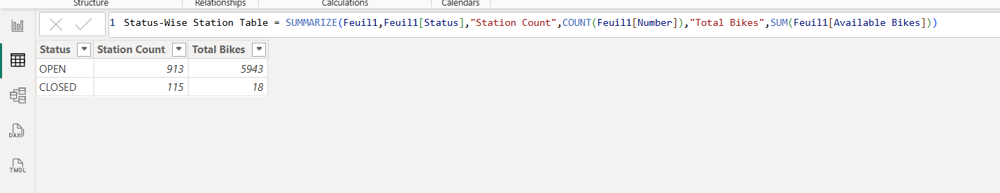 Structure Relationships Calculations Calendars
1 Status-Wise Station Table = SUMMARIZE(Feuil1,Feuil1[Status],"Station Count",COUNT(Feuil1[Number]),"Total Bikes",SUM(Feuil1[Available Bikes]))
Status Station Count Total Bikes
OPEN 913 5943
CLOSED 115 18
DAX
TMDL